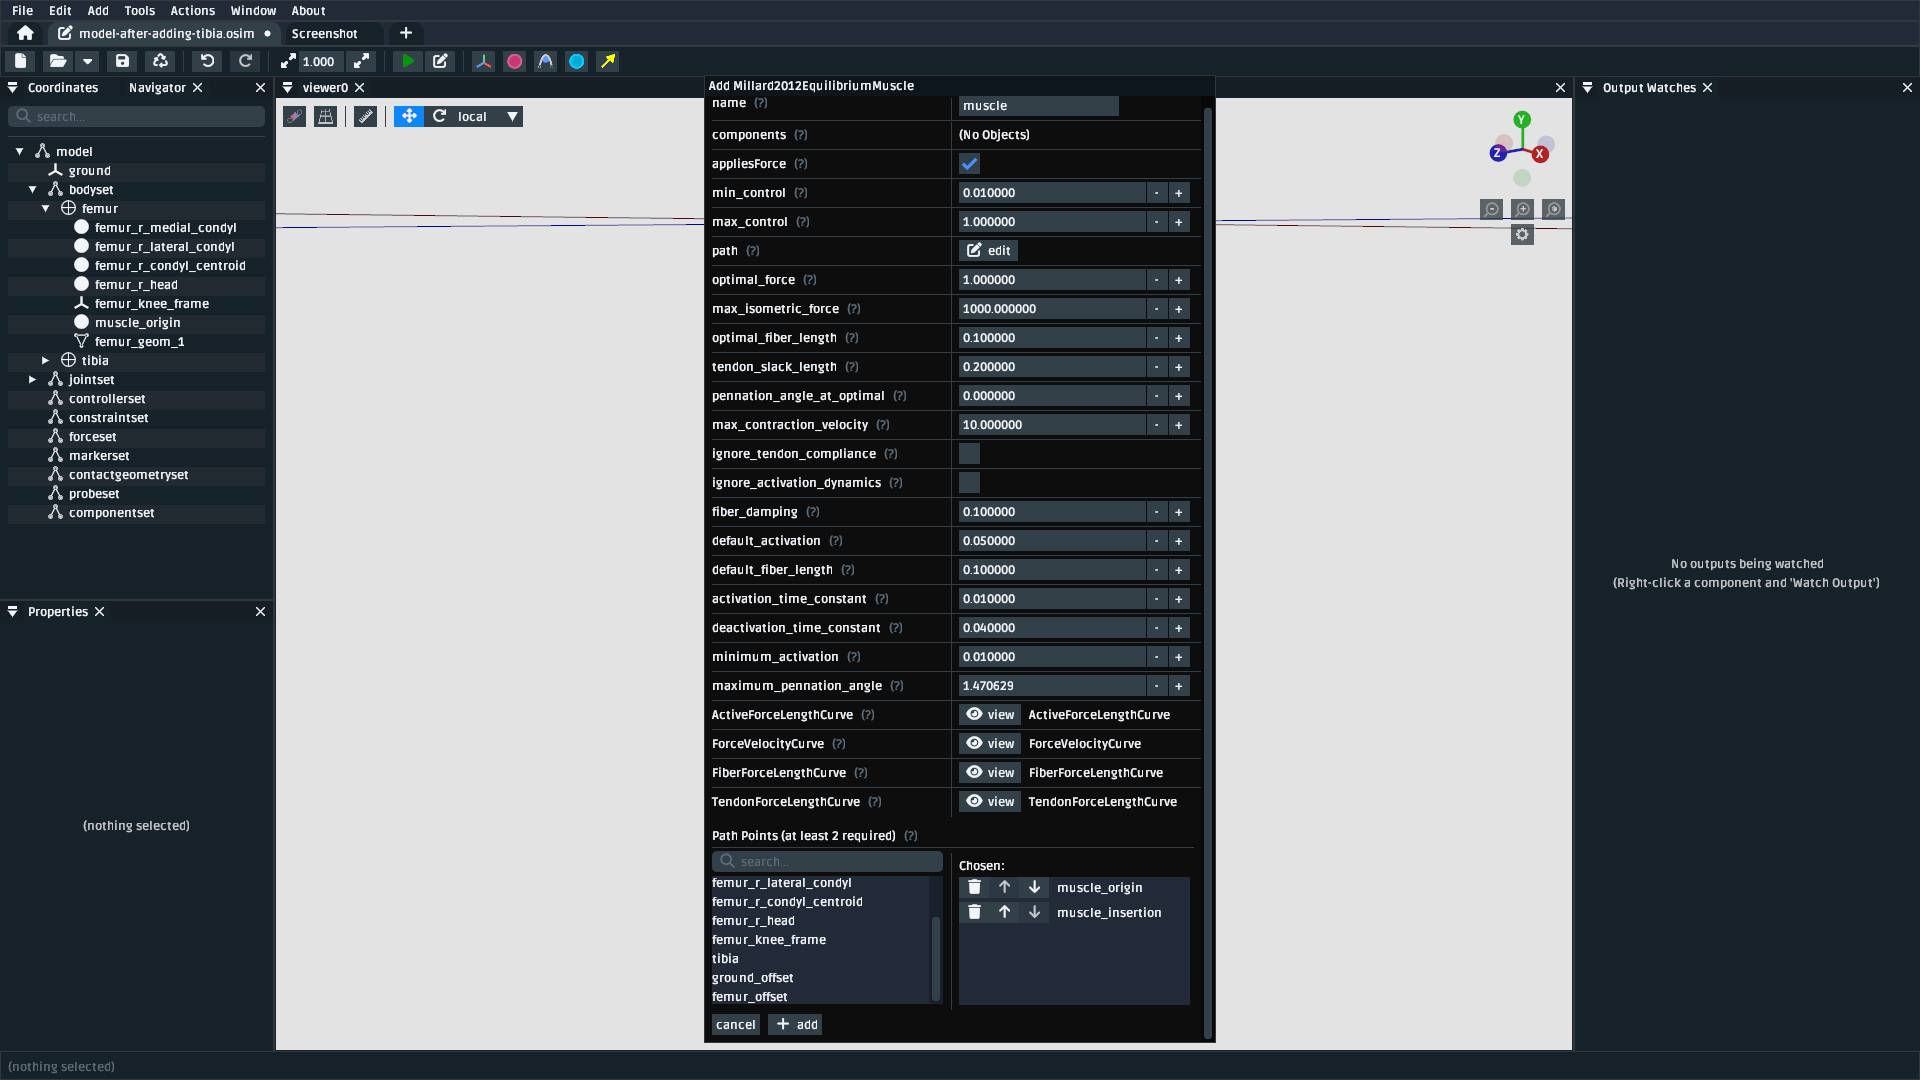 File Edit Add Tools Actions Window About
model-after-adding-tibia.osim Screenshot
1.000
Coordinates Navigator
search...
model
ground
bodyset
femur
femur_r_medial_condyl
femur_r_lateral_condyl
femur_r_condyl_centroid
femur_r_head
femur_knee_frame
muscle_origin
femur_geom_1
tibia
jointset
controllerset
constraintset
forceset
markerset
contactgeometryset
probeset
componentset
Properties
(nothing selected)
viewer0
local
Add Millard2012EquilibriumMuscle
name (?) muscle
components (?) (No Objects)
appliesForce (?)
min_control (?) 0.010000 - +
max_control (?) 1.000000 - +
path (?) edit
optimal_force (?) 1.000000 - +
max_isometric_force (?) 1000.000000 - +
optimal_fiber_length (?) 0.100000 - +
tendon_slack_length (?) 0.200000 - +
pennation_angle_at_optimal (?) 0.000000 - +
max_contraction_velocity (?) 10.000000 - +
ignore_tendon_compliance (?)
ignore_activation_dynamics (?)
fiber_damping (?) 0.100000 - +
default_activation (?) 0.050000 - +
default_fiber_length (?) 0.100000 - +
activation_time_constant (?) 0.010000 - +
deactivation_time_constant (?) 0.040000 - +
minimum_activation (?) 0.010000 - +
maximum_pennation_angle (?) 1.470629 - +
ActiveForceLengthCurve (?) view ActiveForceLengthCurve
ForceVelocityCurve (?) view ForceVelocityCurve
FiberForceLengthCurve (?) view FiberForceLengthCurve
TendonForceLengthCurve (?) view TendonForceLengthCurve
Path Points (at least 2 required) (?)
search...
femur_r_lateral_condyl
femur_r_condyl_centroid
femur_r_head
femur_knee_frame
tibia
ground_offset
femur_offset
Chosen:
muscle_origin
muscle_insertion
cancel + add
Y
Z X
Output Watches
No outputs being watched
(Right-click a component and 'Watch Output')
(nothing selected)